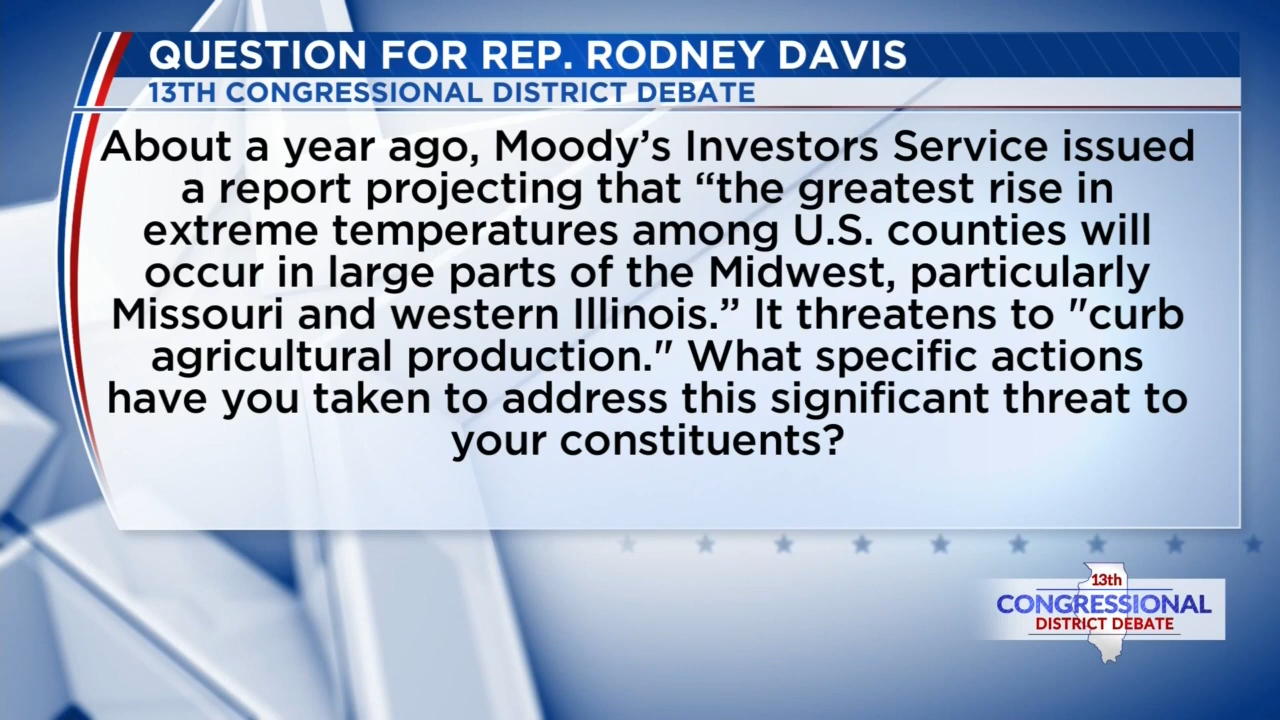 QUESTION FOR REP. RODNEY DAVIS
13TH CONGRESSIONAL DISTRICT DEBATE
About a year ago, Moody’s Investors Service issued
a report projecting that “the greatest rise in
extreme temperatures among U.S. counties will
occur in large parts of the Midwest, particularly
Missouri and western Illinois.” It threatens to "curb
agricultural production." What specific actions
have you taken to address this significant threat to
your constituents?
13th
CONGRESSIONAL
DISTRICT DEBATE